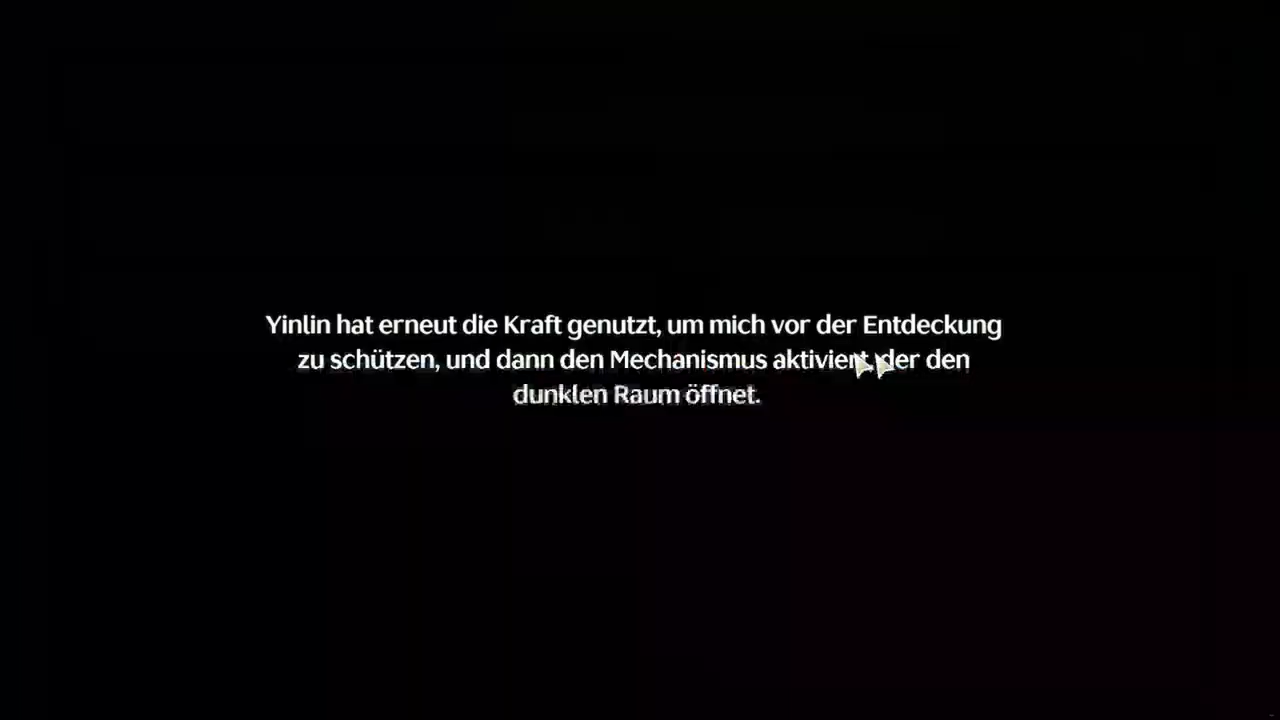 Yinlin hat erneut die Kraft genutzt, um mich vor der Entdeckung
zu schützen, und dann den Mechanismus aktiviert, der den
dunklen Raum öffnet.